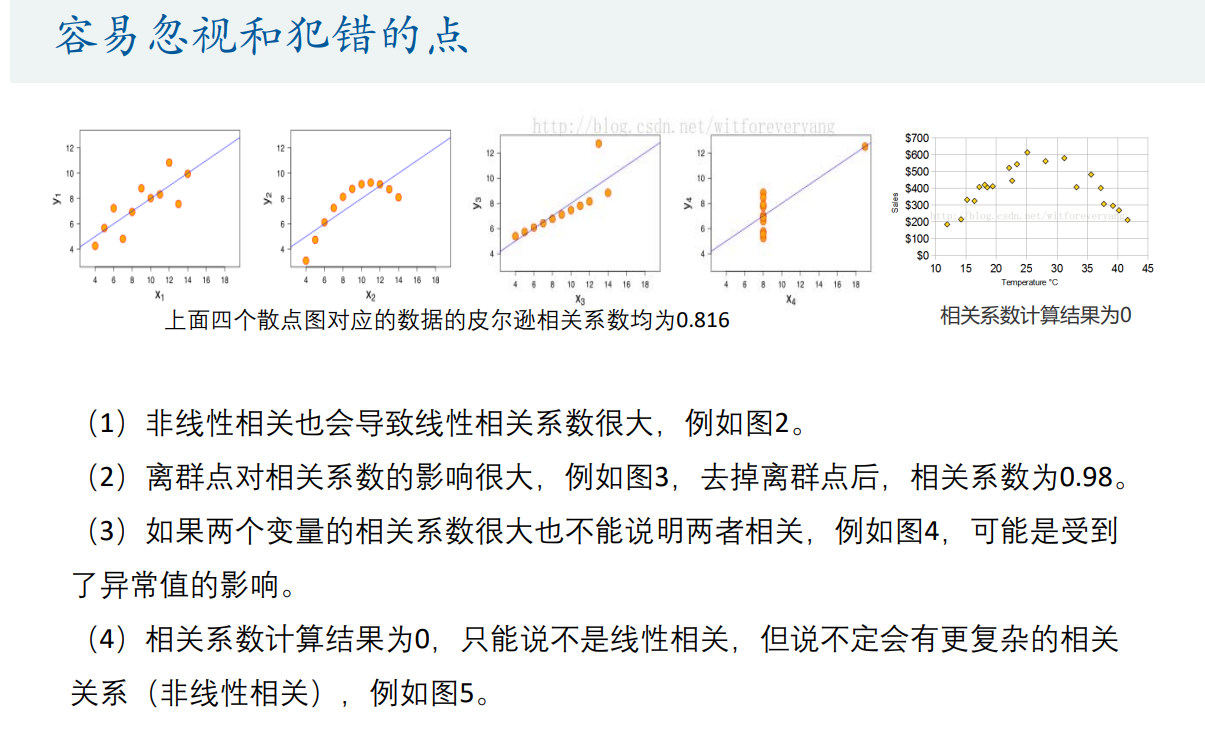 容易忽视和犯错的点
http://blog.csdn.net/witforeveryang
12
10
8
6
4
y₁
4 6 8 10 12 14 16 18
x₁
12
10
8
6
4
y₂
4 6 8 10 12 14 16 18
x₂
12
10
8
6
4
y₃
4 6 8 10 12 14 16 18
x₃
12
10
8
6
4
y₄
4 6 8 10 12 14 16 18
x₄
$700
$600
$500
$400
$300
$200
$100
$0
Sales
http://blog.csdn.net/witforeveryang
10 15 20 25 30 35 40 45
Temperature °C
上面四个散点图对应的数据的皮尔逊相关系数均为0.816
相关系数计算结果为0
（1）非线性相关也会导致线性相关系数很大，例如图2。
（2）离群点对相关系数的影响很大，例如图3，去掉离群点后，相关系数为0.98。
（3）如果两个变量的相关系数很大也不能说明两者相关，例如图4，可能是受到
了异常值的影响。
（4）相关系数计算结果为0，只能说不是线性相关，但说不定会有更复杂的相关
关系（非线性相关），例如图5。